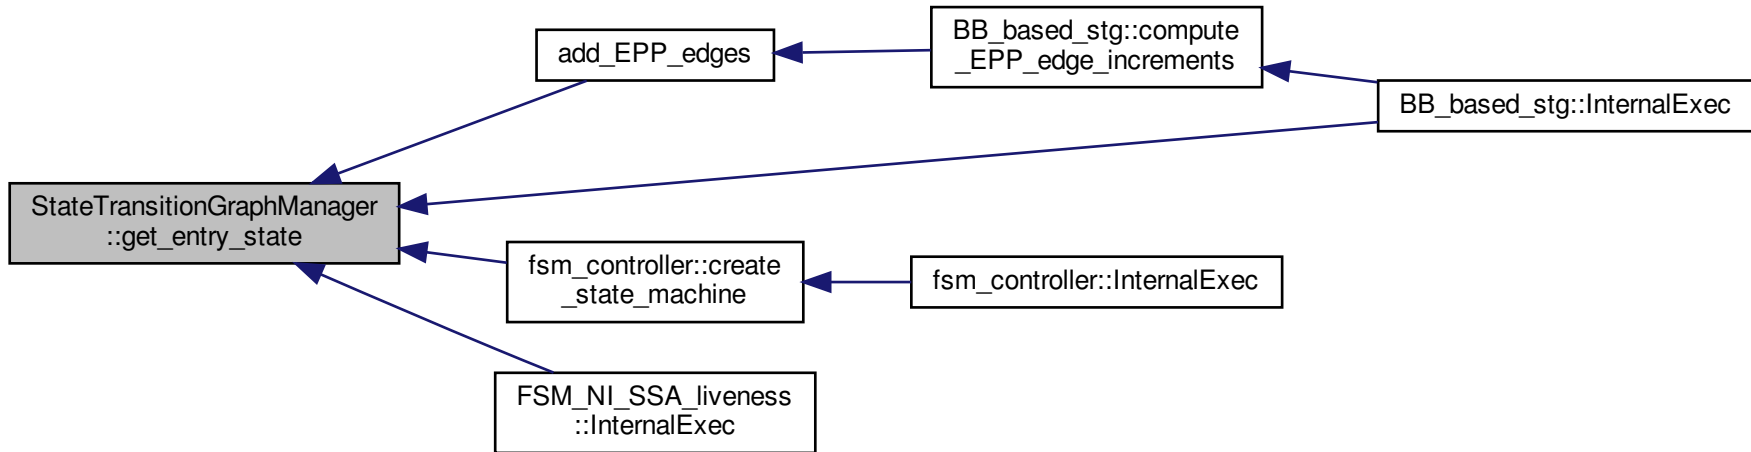 StateTransitionGraphManager
::get_entry_state
add_EPP_edges
BB_based_stg::compute
_EPP_edge_increments
BB_based_stg::InternalExec
fsm_controller::create
_state_machine
fsm_controller::InternalExec
FSM_NI_SSA_liveness
::InternalExec